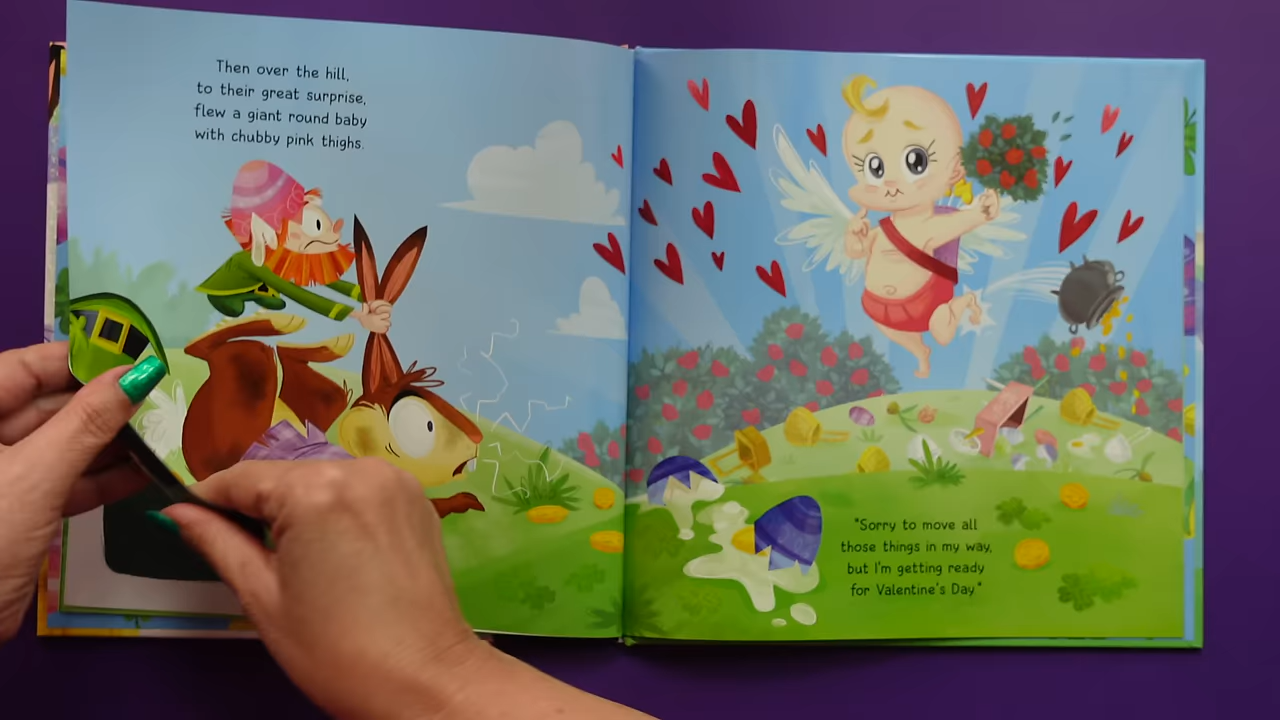 Then over the hill,
to their great surprise,
flew a giant round baby
with chubby pink thighs.
"Sorry to move all
those things in my way,
but I'm getting ready
for Valentine's Day"